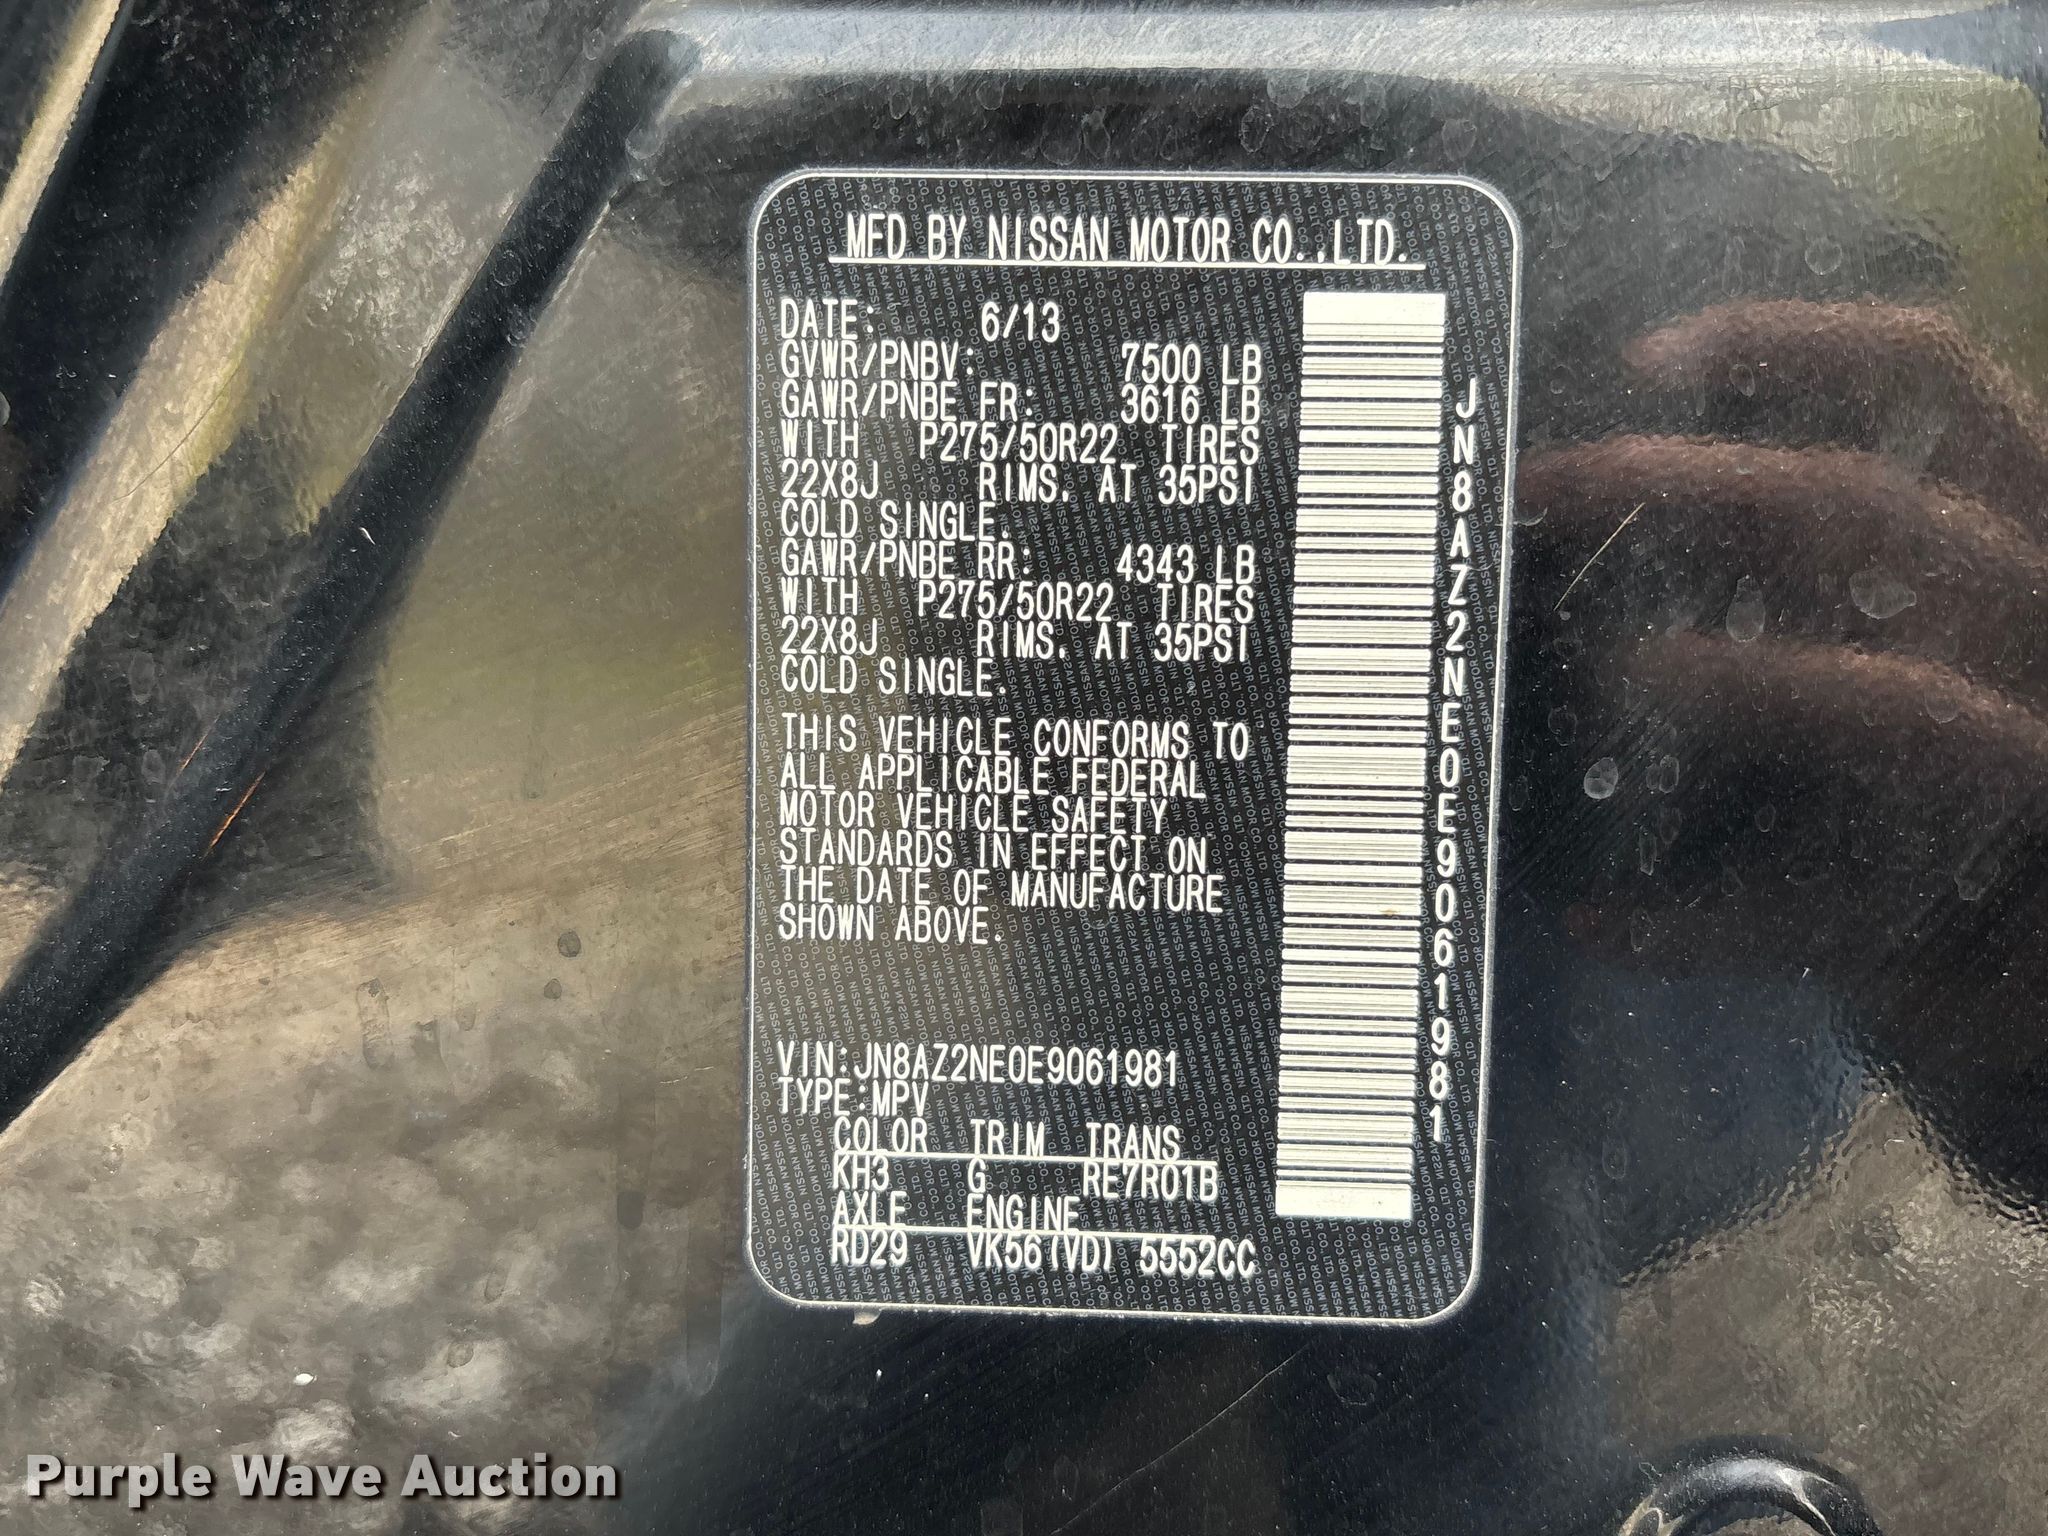 MFD BY NISSAN MOTOR CO.,LTD.
DATE: 6/13
GVWR/PNBV: 7500 LB
GAWR/PNBE FR: 3616 LB
WITH P275/50R22 TIRES
22X8J RIMS. AT 35PSI
COLD SINGLE.
GAWR/PNBE RR: 4343 LB
WITH P275/50R22 TIRES
22X8J RIMS. AT 35PSI
COLD SINGLE.
THIS VEHICLE CONFORMS TO
ALL APPLICABLE FEDERAL
MOTOR VEHICLE SAFETY
STANDARDS IN EFFECT ON
THE DATE OF MANUFACTURE
SHOWN ABOVE.
VIN:JN8AZ2NE0E9061981
TYPE:MPV
COLOR TRIM TRANS
KH3 G RE7R01B
AXLE ENGINE
RD29 VK56(VD) 5552CC
JN8AZ2NE0E9061981
Purple Wave Auction